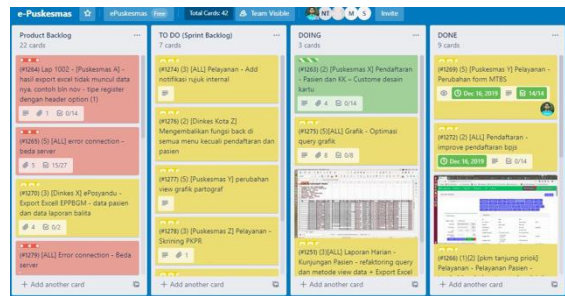 e-Puskesmas
ePuskesmas
Free
Total Cards: 42
Team Visible
NT
M
S
Invite
Product Backlog
22 cards
(#1264) Lap 1002 - [Puskesmas A] -
hasil export excel tidak muncul data
nya, contoh bln nov - tipe register
dengan header option (1)
1
0/14
(#1265) (5) [ALL] error connection -
beda server
5
15/27
(#1270) (3) [Dinkes X] ePosyandu -
Export Excell EPPBGM - data pasien
dan data laporan balita
4
0/2
(#1279) [ALL] Error connection - Beda
server
+ Add another card
TO DO (Sprint Backlog)
7 cards
(#1274) (2) [ALL] Pelayanan - Add
notifikasi rujuk internal
(#1276) (2) [Dinkes Kota Z]
Mengembalikan fungsi back di
semua menu kecuali pendaftaran dan
pasien
(#1277) (5) [Puskesmas Y] perubahan
view grafik partograf
(#1278) (3) [Puskesmas Z] Pelayanan -
Skrining PKPR
1
+ Add another card
DOING
3 cards
(#1263) (2) [Puskesmas X] Pendaftaran
- Pasien dan KK – Custome desain
kartu
4
0/14
(#1275) (5)[ALL] Grafik - Optimasi
query grafik
6
0/8
(#1251) (3)[ALL] Laporan Harian -
Kunjungan Pasien - refaktoring query
dan metode view data + Export Excel
+ Add another card
DONE
9 cards
(#1269) (5) [Puskesmas Y] Pelayanan -
Perubahan form MTBS
Dec 16, 2019
14/14
(#1272) (2) [ALL] Pendaftaran -
improve pendaftaran bpjs
Dec 16, 2019
0/14
(#1266) (1)(2) [pkm tanjung priok]
Pelayanan - Pelayanan Pasien -
+ Add another card